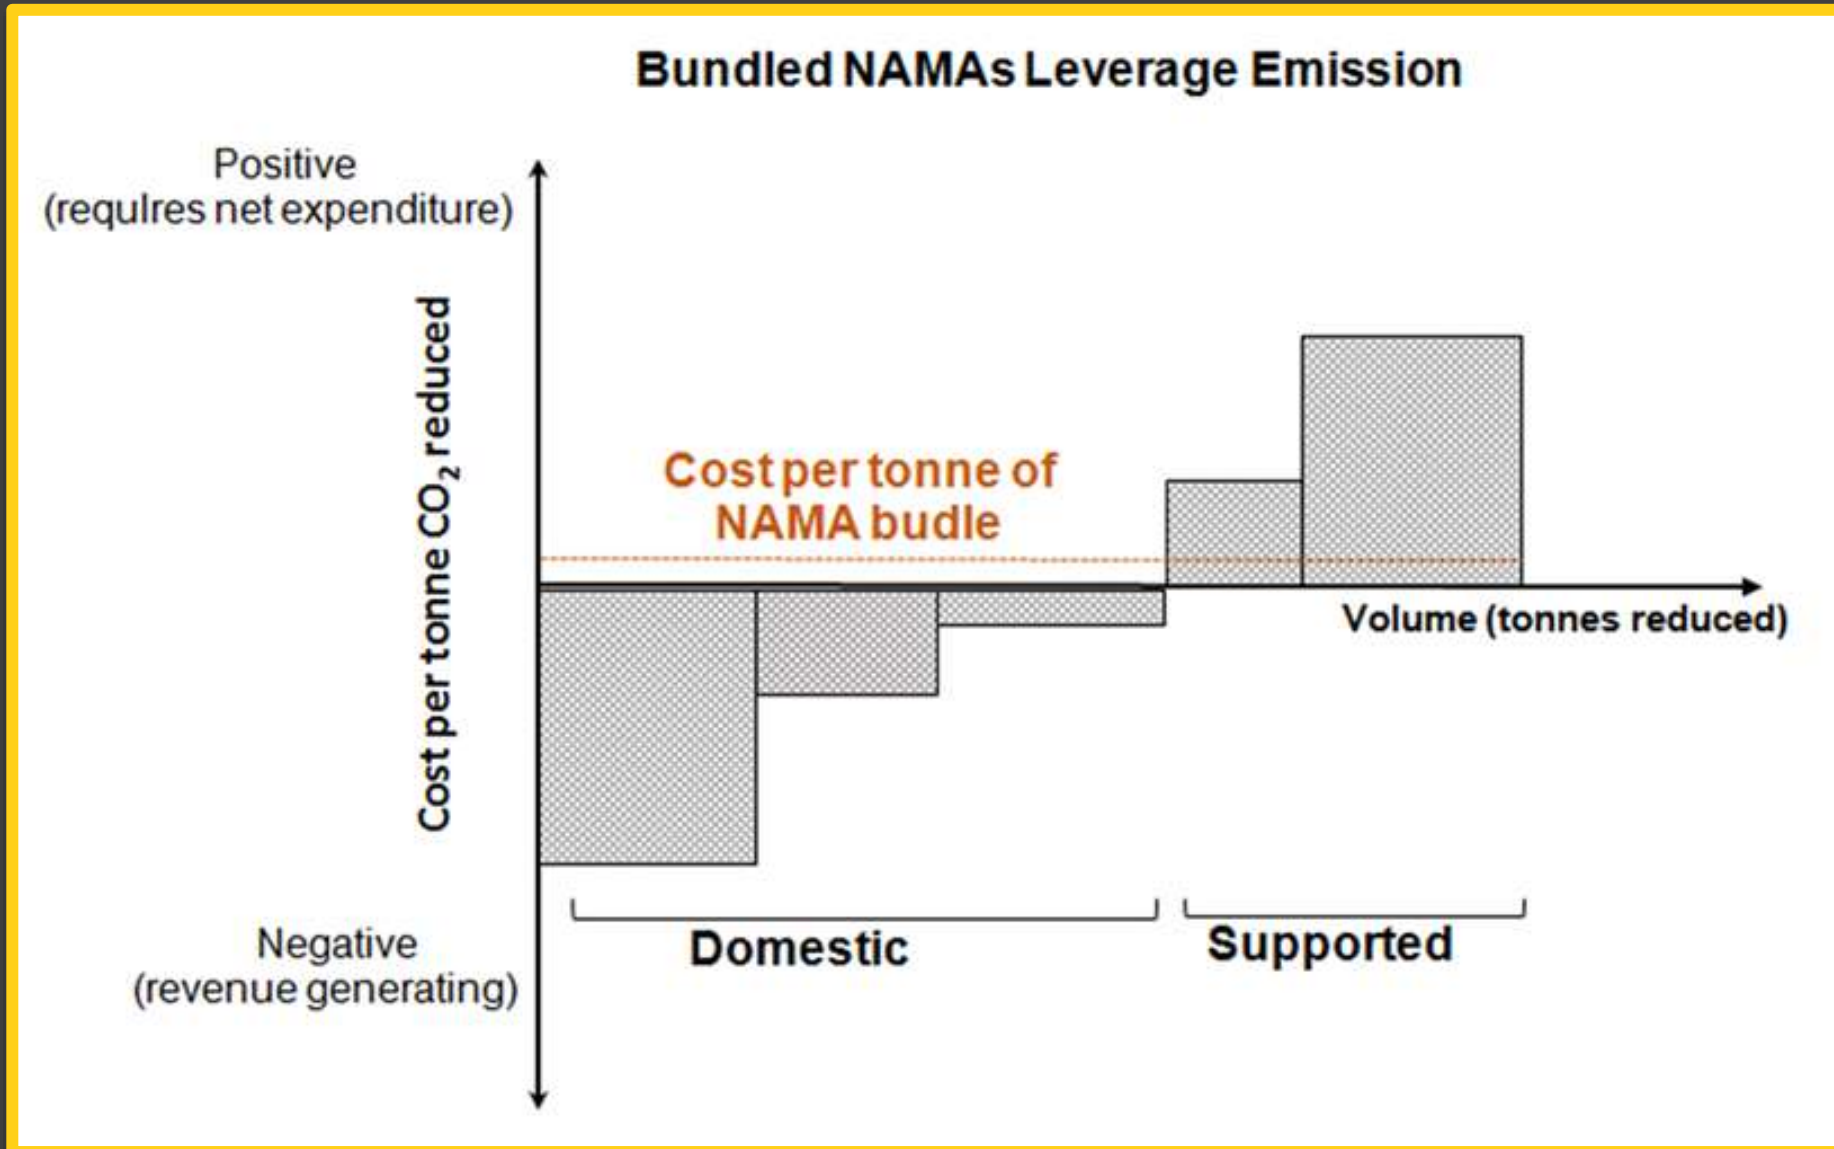 Bundled NAMAs Leverage Emission
Positive
(requIres net expenditure)
Cost per tonne CO₂ reduced
Cost per tonne of
NAMA budle
Volume (tonnes reduced)
Domestic
Supported
Negative
(revenue generating)